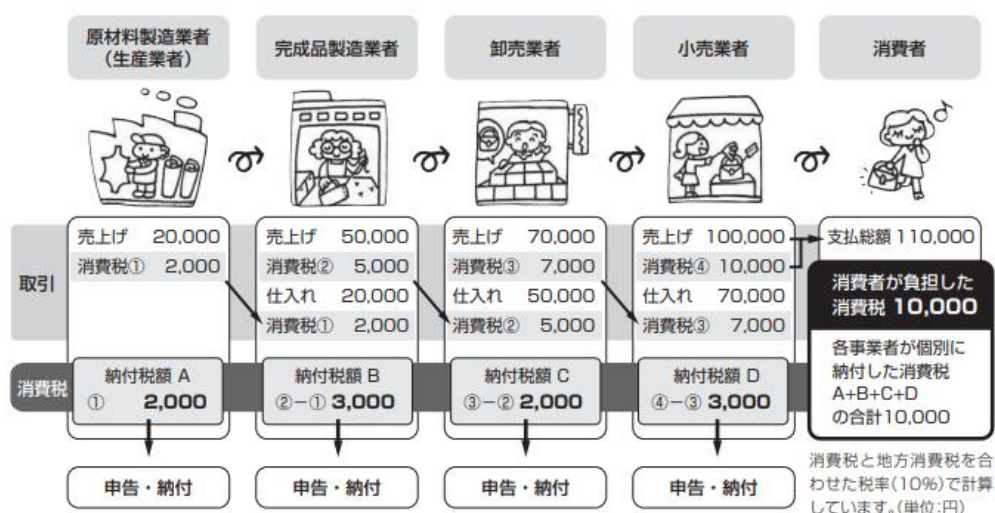 原材料製造業者
(生産業者)
完成品製造業者
卸売業者
小売業者
消費者
取引
売上げ 20,000
消費税① 2,000
売上げ 50,000
消費税② 5,000
仕入れ 20,000
消費税① 2,000
売上げ 70,000
消費税③ 7,000
仕入れ 50,000
消費税② 5,000
売上げ 100,000
消費税④ 10,000
仕入れ 70,000
消費税③ 7,000
支払総額 110,000
消費者が負担した
消費税 10,000
各事業者が個別に
納付した消費税
A+B+C+D
の合計10,000
消費税
納付税額 A
① 2,000
納付税額 B
②－① 3,000
納付税額 C
③－② 2,000
納付税額 D
④－③ 3,000
申告・納付
申告・納付
申告・納付
申告・納付
消費税と地方消費税を合
わせた税率(10%)で計算
しています。(単位:円)